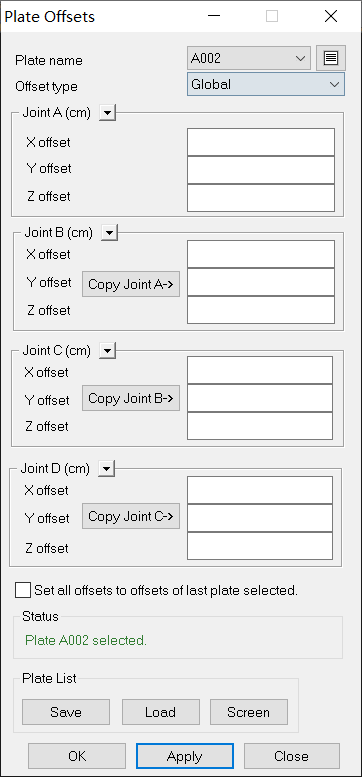 Plate Offsets
Plate name A002
Offset type Global
Joint A (cm)
X offset
Y offset
Z offset
Joint B (cm)
X offset
Y offset Copy Joint A->
Z offset
Joint C (cm)
X offset
Y offset Copy Joint B->
Z offset
Joint D (cm)
X offset
Y offset Copy Joint C->
Z offset
Set all offsets to offsets of last plate selected.
Status
Plate A002 selected.
Plate List
Save Load Screen
OK Apply Close